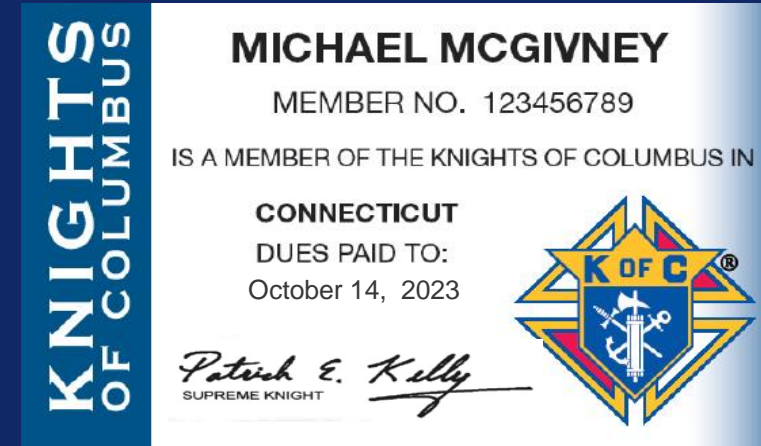 KNIGHTS
OF COLUMBUS
MICHAEL MCGIVNEY
MEMBER NO. 123456789
IS A MEMBER OF THE KNIGHTS OF COLUMBUS IN
CONNECTICUT
DUES PAID TO:
October 14, 2023
K OF C ®
Patrick E. Kelly
SUPREME KNIGHT